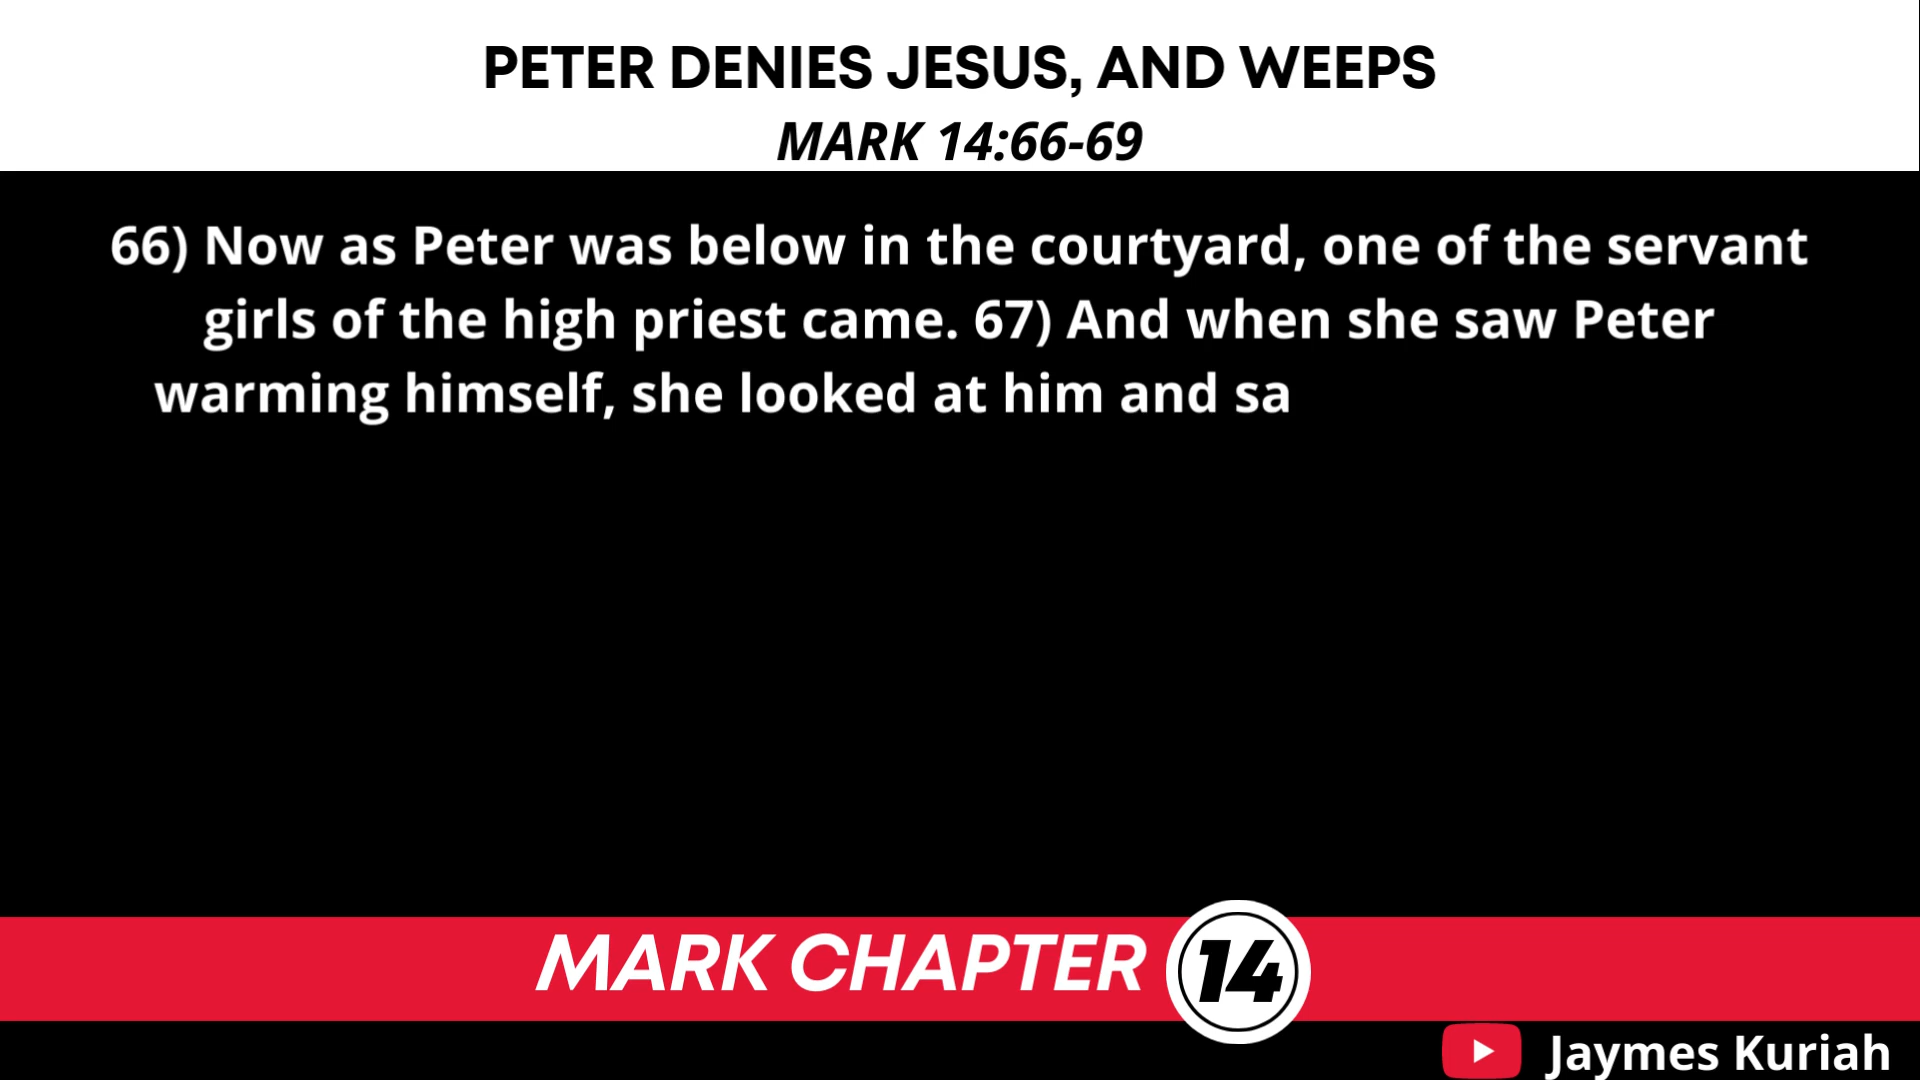 PETER DENIES JESUS, AND WEEPS
MARK 14:66-69
66) Now as Peter was below in the courtyard, one of the servant
girls of the high priest came. 67) And when she saw Peter
warming himself, she looked at him and sa
MARK CHAPTER 14
Jaymes Kuriah